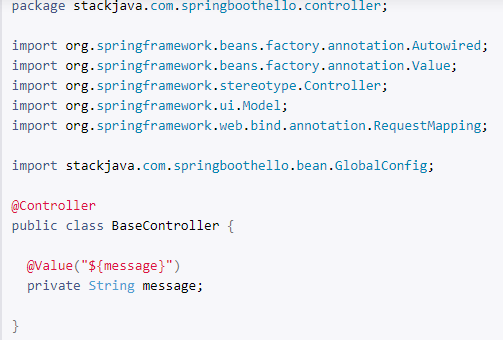 package stackjava.com.springboothello.controller;
import org.springframework.beans.factory.annotation.Autowired;
import org.springframework.beans.factory.annotation.Value;
import org.springframework.stereotype.Controller;
import org.springframework.ui.Model;
import org.springframework.web.bind.annotation.RequestMapping;
import stackjava.com.springboothello.bean.GlobalConfig;
@Controller
public class BaseController {
@Value("${message}")
private String message;
}